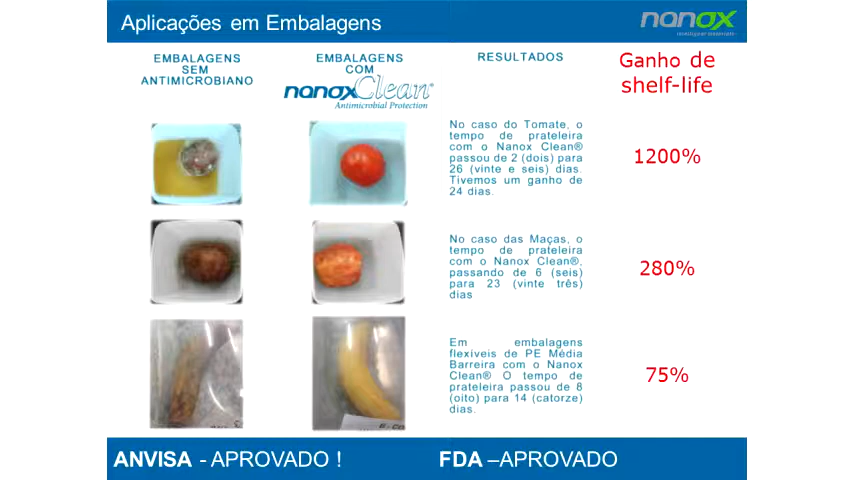 Aplicações em Embalagens
nanox
EMBALAGENS
SEM
ANTIMICROBIANO
EMBALAGENS
COM
nanoxClean®
Antimicrobial Protection
RESULTADOS
Ganho de
shelf-life
No caso do Tomate, o
tempo de prateleira
com o Nanox Clean®
passou de 2 (dois) para
26 (vinte e seis) dias.
Tivemos um ganho de
24 dias.
1200%
No caso das Maças, o
tempo de prateleira
com o Nanox Clean®,
passando de 6 (seis)
para 23 (vinte três)
dias
280%
Em embalagens
flexíveis de PE Média
Barreira com o Nanox
Clean® O tempo de
prateleira passou de 8
(oito) para 14 (catorze)
dias.
75%
ANVISA - APROVADO !
FDA –APROVADO